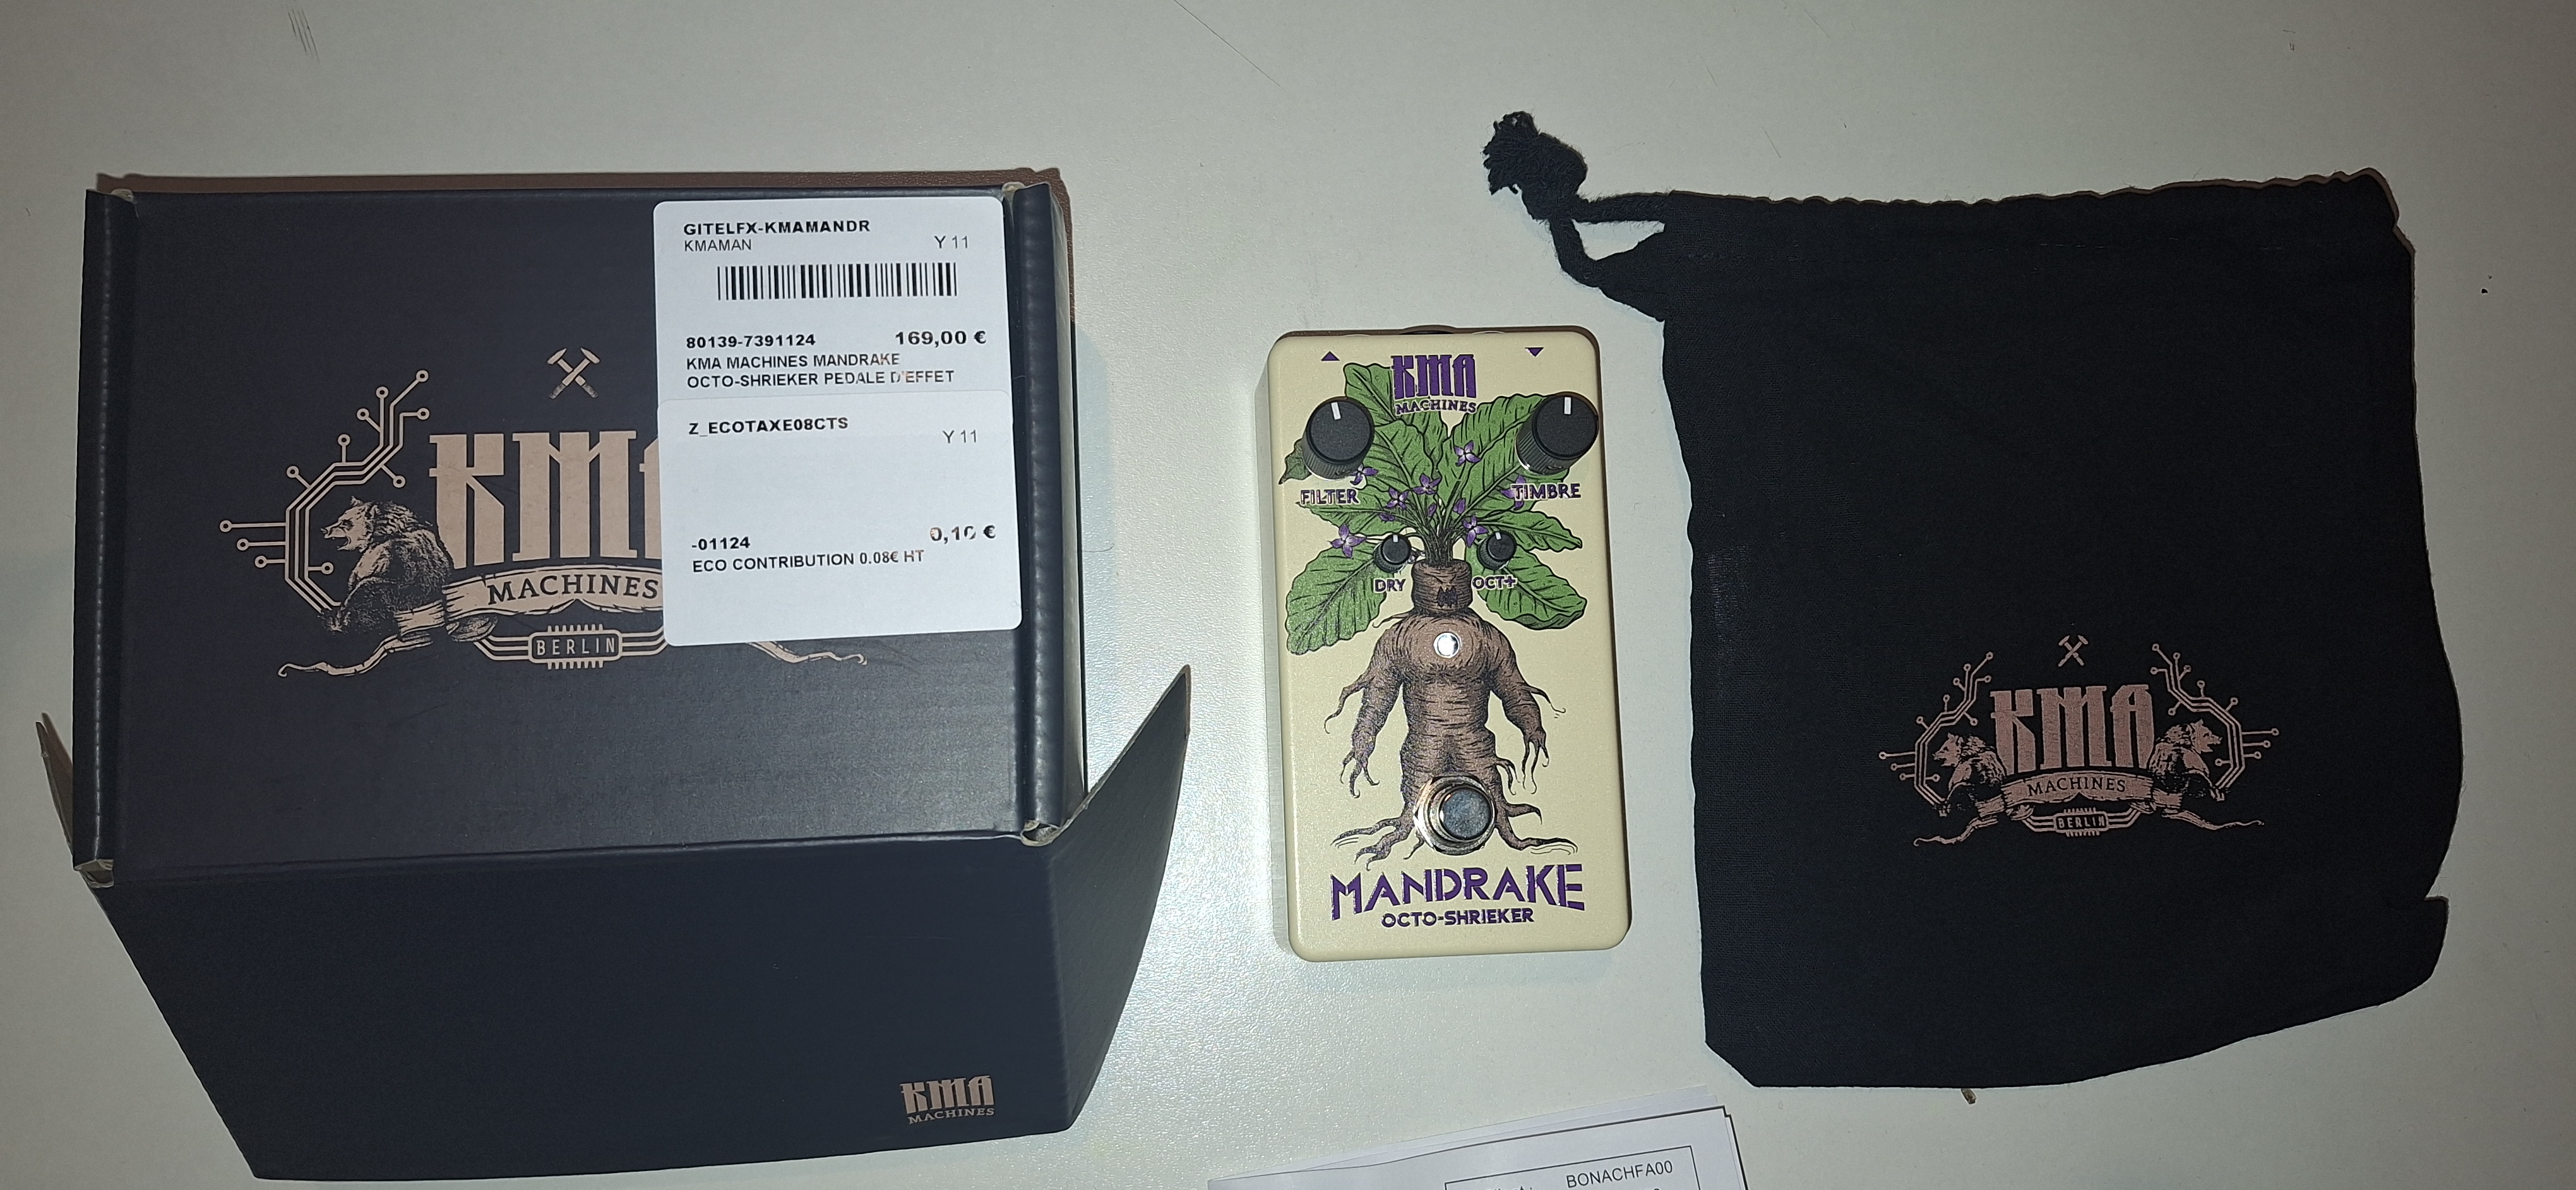 GITELFX-KMAMANDR
KMAMAN Y 11
80139-7391124 169,00 €
KMA MACHINES MANDRAKE
OCTO-SHRIEKER PEDALE D'EFFET
Z_ECOTAXE08CTS
Y 11
-01124 0,10 €
ECO CONTRIBUTION 0.08€ HT
MACHINES
BERLIN
KMA
MACHINES
KMA
MACHINES
FILTER TIMBRE
DRY OCT+
MANDRAKE
OCTO-SHRIEKER
KMA
MACHINES
BERLIN
BONACHFA00